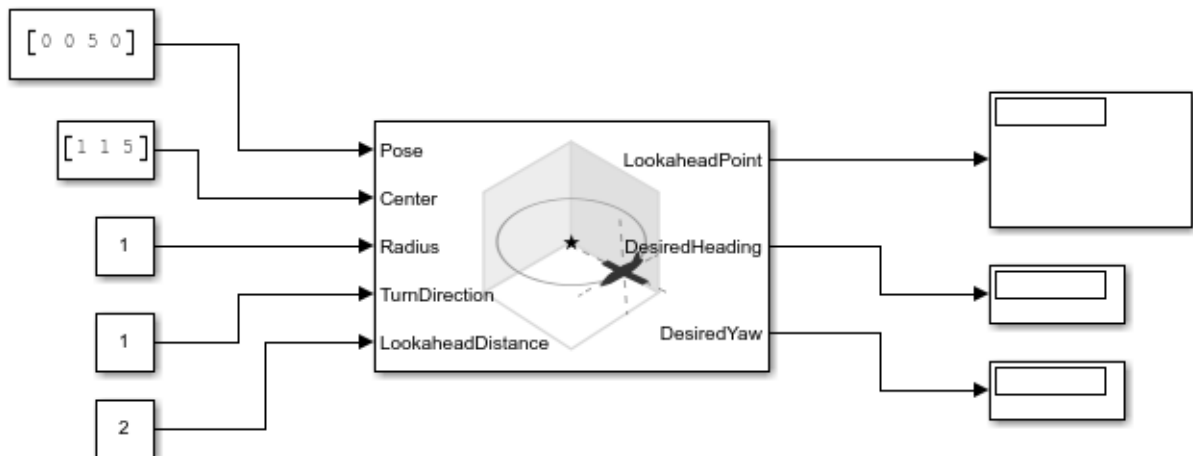 [0 0 5 0]
[1 1 5]
1
1
2
Pose
Center
Radius
TurnDirection
LookaheadDistance
LookaheadPoint
DesiredHeading
DesiredYaw